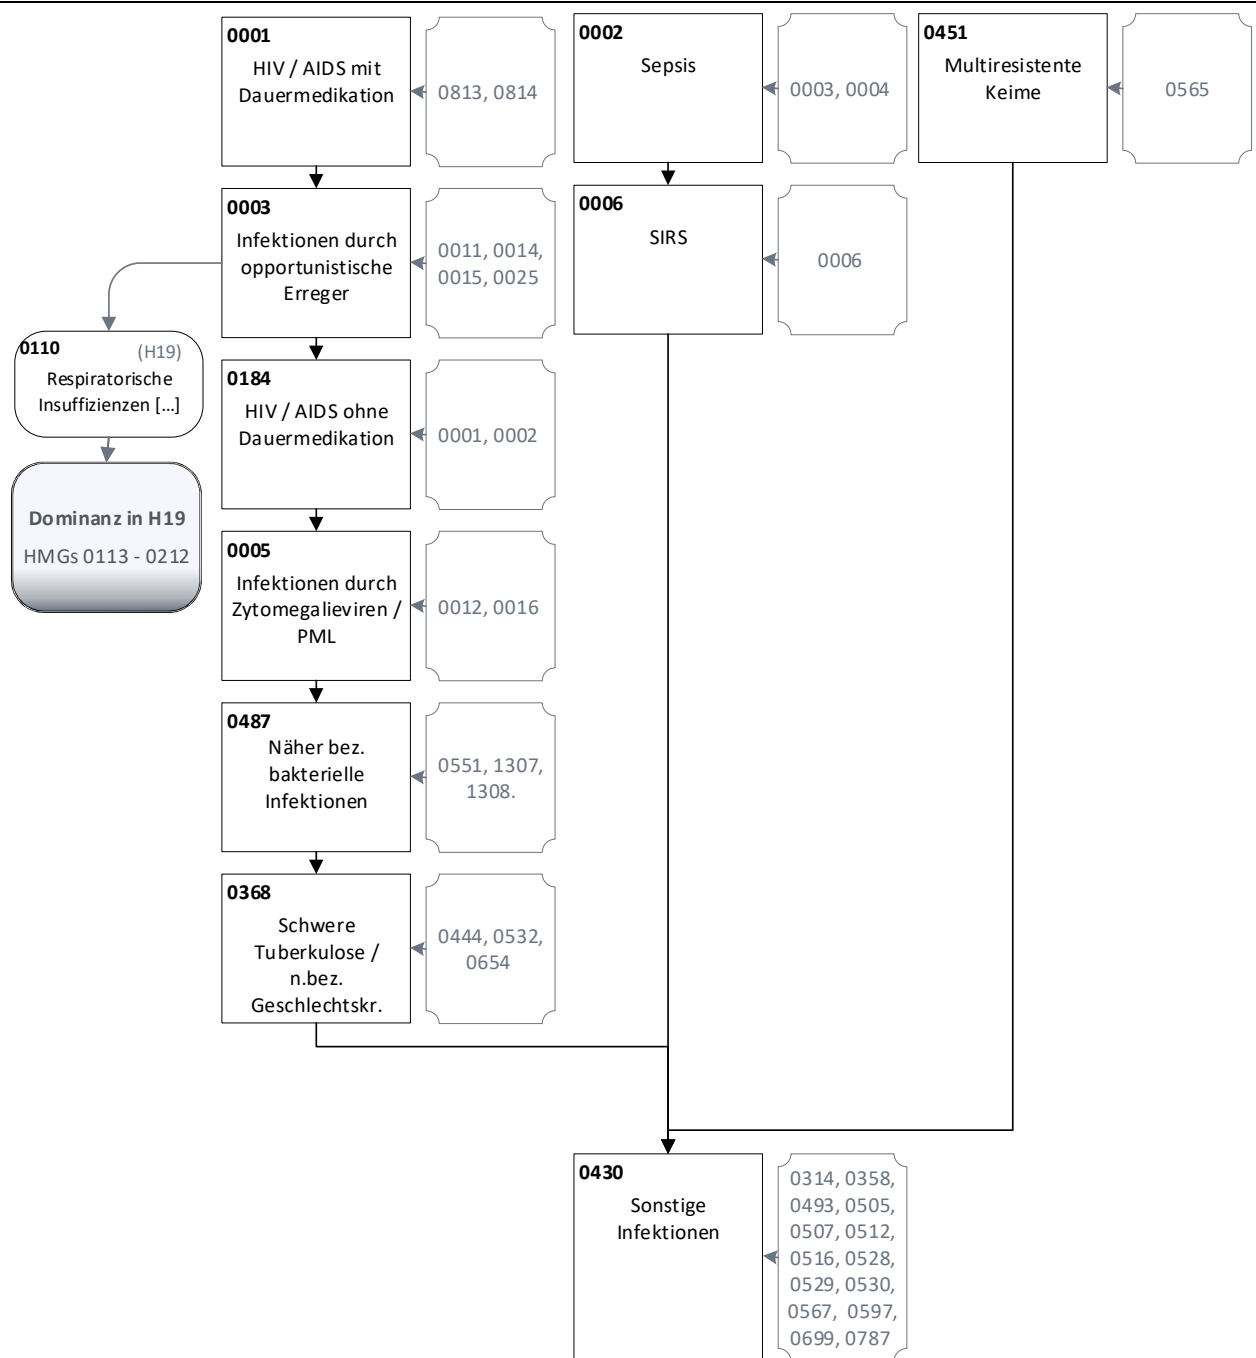 0001
HIV / AIDS mit
Dauermedikation
0813, 0814
0002
Sepsis
0003, 0004
0451
Multiresistente
Keime
0565
0003
Infektionen durch
opportunistische
Erreger
0011, 0014,
0015, 0025
0006
SIRS
0006
0110
(H19)
Respiratorische
Insuffizienzen [...]
0184
HIV / AIDS ohne
Dauermedikation
0001, 0002
Dominanz in H19
HMGs 0113 - 0212
0005
Infektionen durch
Zytomegalieviren /
PML
0012, 0016
0487
Näher bez.
bakterielle
Infektionen
0551, 1307,
1308.
0368
Schwere
Tuberkulose /
n.bez.
Geschlechtskr.
0444, 0532,
0654
0430
Sonstige
Infektionen
0314, 0358,
0493, 0505,
0507, 0512,
0516, 0528,
0529, 0530,
0567, 0597,
0699, 0787